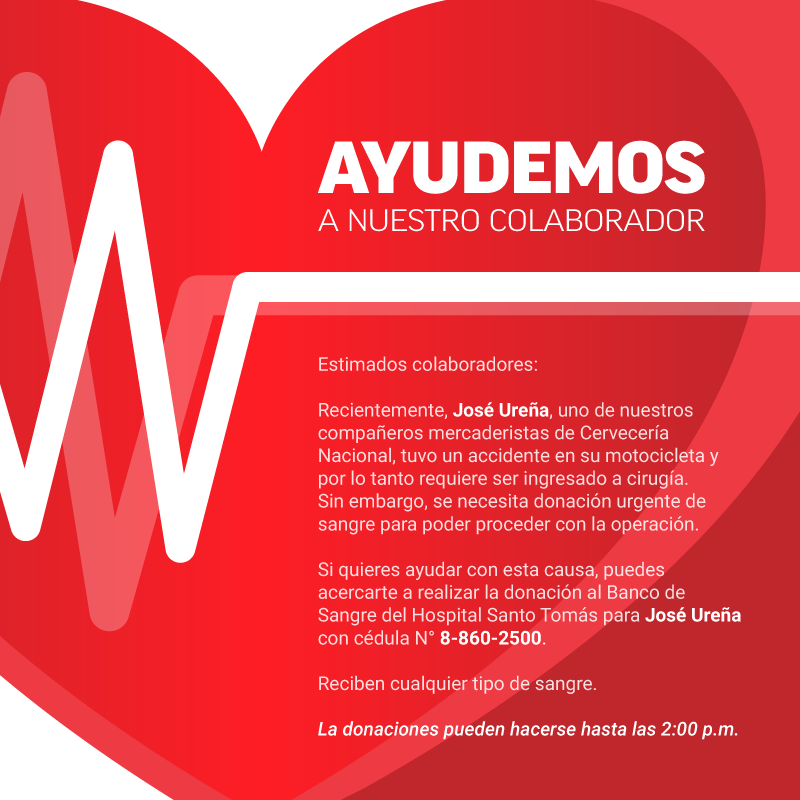 AYUDEMOS
A NUESTRO COLABORADOR
Estimados colaboradores:
Recientemente, José Ureña, uno de nuestros
compañeros mercaderistas de Cervecería
Nacional, tuvo un accidente en su motocicleta y
por lo tanto requiere ser ingresado a cirugía.
Sin embargo, se necesita donación urgente de
sangre para poder proceder con la operación.
Si quieres ayudar con esta causa, puedes
acercarte a realizar la donación al Banco de
Sangre del Hospital Santo Tomás para José Ureña
con cédula N° 8-860-2500.
Reciben cualquier tipo de sangre.
La donaciones pueden hacerse hasta las 2:00 p.m.